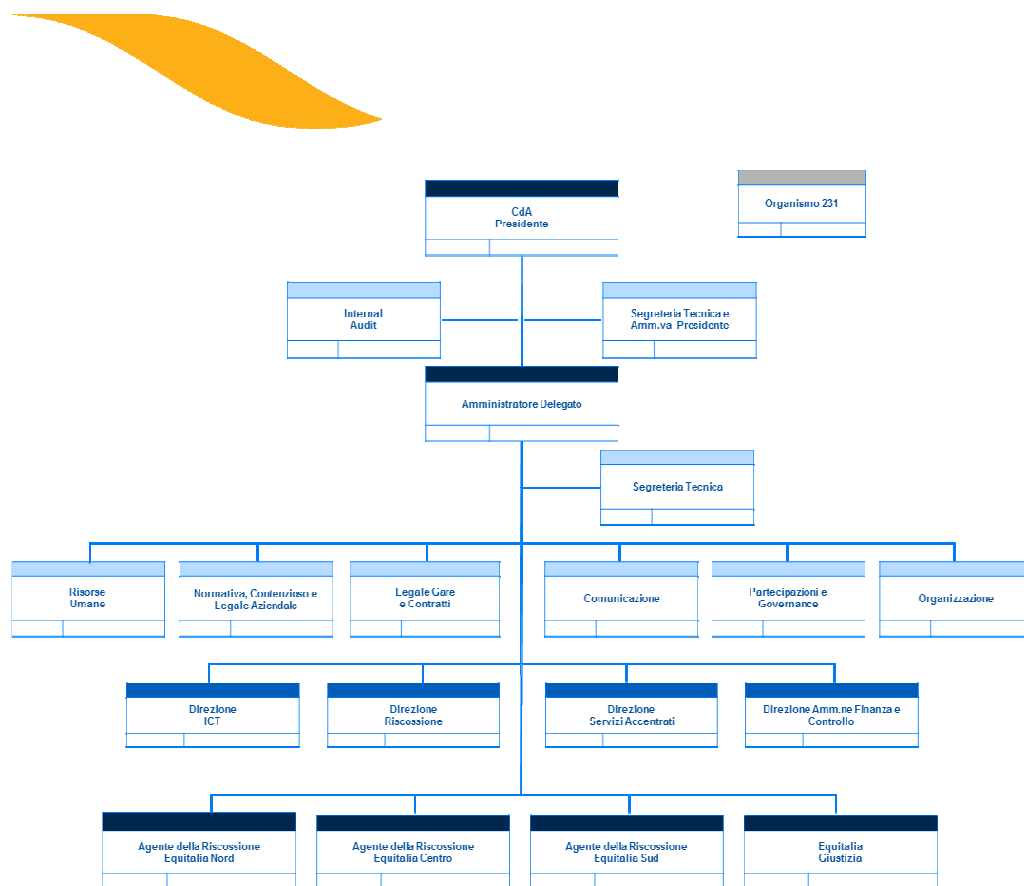 Organismo 231
CdA
Presidente
Internal
Audit
Segreteria Tecnica e
Amm.va Presidente
Amministratore Delegato
Segreteria Tecnica
Risorse
Umane
Normativa, Contenzioso e
Legale Aziendale
Legale Gare
e Contratti
Comunicazione
Partecipazioni e
Governance
Organizzazione
Direzione
ICT
Direzione
Riscossione
Direzione
Servizi Accentrati
Direzione Amm.ne Finanza e
Controllo
Agente della Riscossione
Equitalia Nord
Agente della Riscossione
Equitalia Centro
Agente della Riscossione
Equitalia Sud
Equitalia
Giustizia